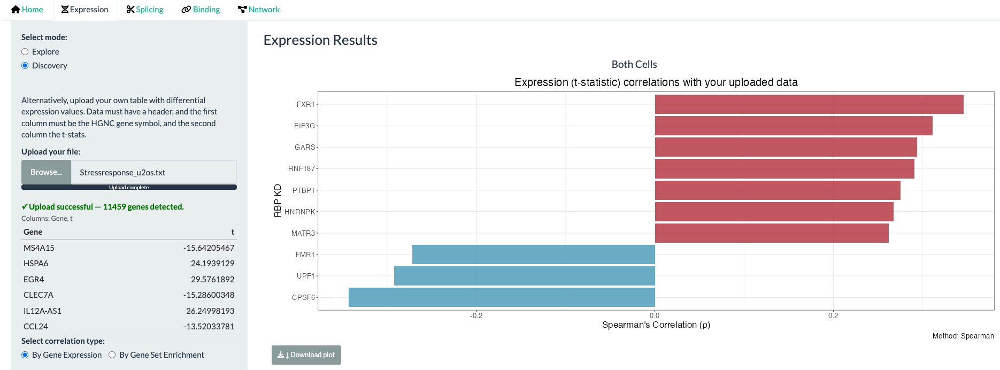 Home Expression Splicing Binding Network
Select mode:
Explore
Discovery
Alternatively, upload your own table with differential
expression values. Data must have a header, and the first
column must be the HGNC gene symbol, and the second
column the t-stats.
Upload your file:
Browse... Stressresponse_u2os.txt
Upload complete
✓Upload successful — 11459 genes detected.
Columns: Gene, t
Gene t
MS4A15 -15.64205467
HSPA6 24.1939129
EGR4 29.5761892
CLEC7A -15.28600348
IL12A-AS1 26.24998193
CCL24 -13.52033781
Select correlation type:
By Gene Expression By Gene Set Enrichment
Expression Results
Both Cells
Expression (t-statistic) correlations with your uploaded data
RBP KD
FXR1
EIF3G
GARS
RNF187
PTBP1
HNRNPK
MATR3
FMR1
UPF1
CPSF6
-0.2 0.0 0.2
Spearman's Correlation (ρ)
Method: Spearman
↓ Download plot